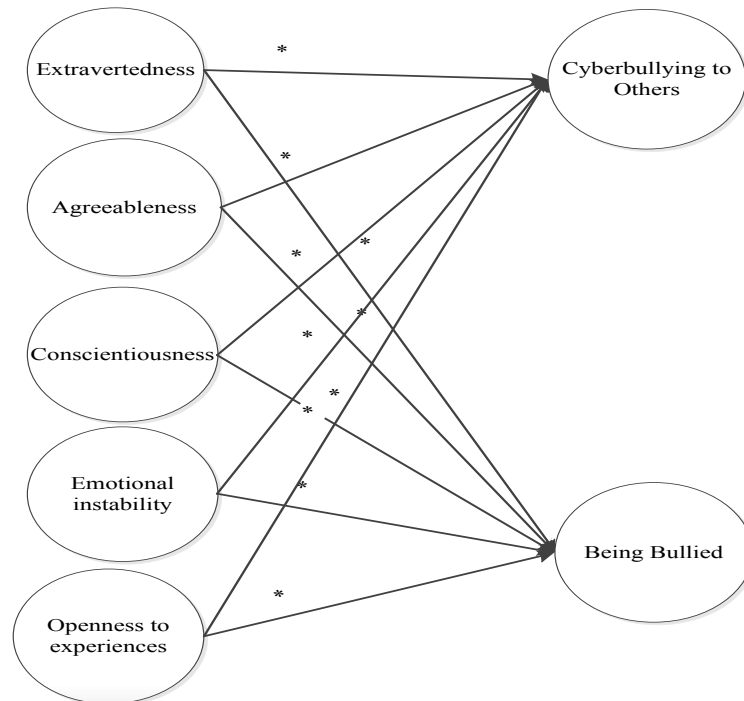 Extravertedness
*
Cyberbullying to
Others
*
Agreeableness
*
*
*
*
Conscientiousness
*
*
Emotional
instability
*
Being Bullied
*
Openness to
experiences